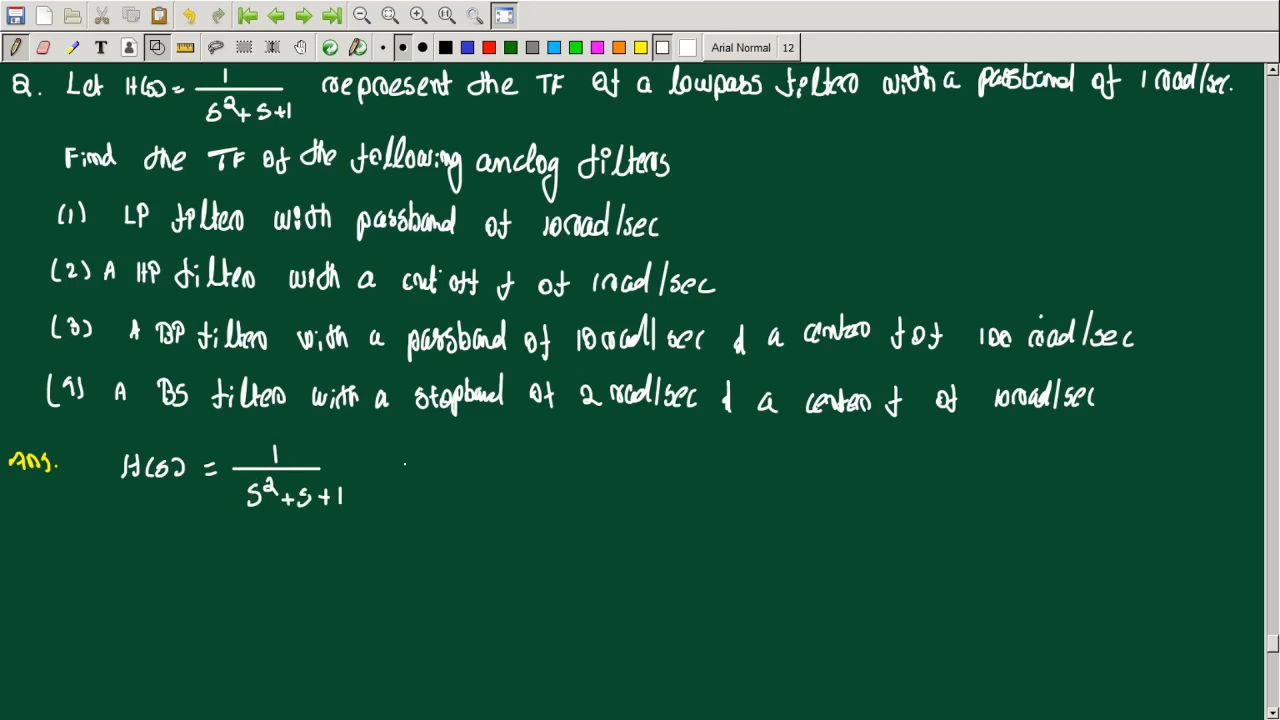 Arial Normal 12
Q. Let H(s) = 1/(s²+s+1) represent the TF of a lowpass filter with a passband of 1 rad/sec.
Find the TF of the following analog filters
(1) LP filter with passband of 10 rad/sec
(2) A HP filter with a cut off f of 1 rad/sec
(3) A BP filter with a passband of 10 rad/sec & a center f of 100 rad/sec
(4) A BS filter with a stopband of 2 rad/sec & a center f of 10 rad/sec
Ans. H(s) = 1/(s²+s+1)